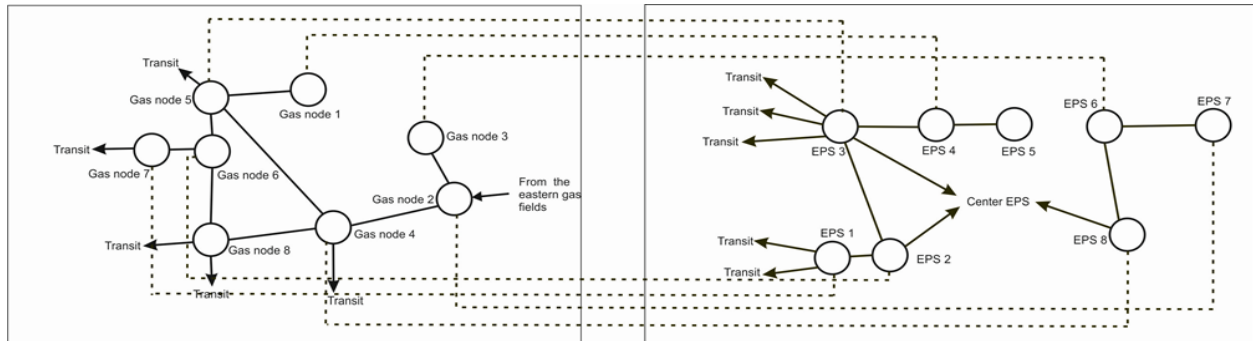 Transit
Gas node 5
Gas node 1
Gas node 3
Transit
Gas node 7
Gas node 6
Gas node 2
From the
eastern gas
fields
Gas node 4
Transit
Gas node 8
Transit
Transit
Transit
Transit
Transit
EPS 3
EPS 4
EPS 5
EPS 6
EPS 7
Center EPS
EPS 1
Transit
Transit
EPS 2
EPS 8